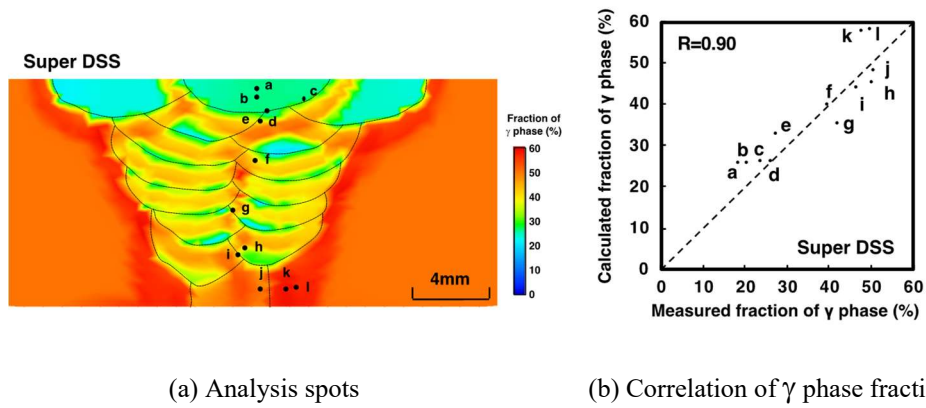 Super DSS
a
b
c
e
d
f
g
h
i
j
k
l
4mm
Fraction of
γ phase (%)
60
50
40
30
20
10
0
Calculated fraction of γ phase (%)
60
50
40
30
20
10
0
R=0.90
k
l
j
f
i
h
g
e
b
c
a
d
Super DSS
0
10
20
30
40
50
60
Measured fraction of γ phase (%)
(a) Analysis spots
(b) Correlation of γ phase fracti